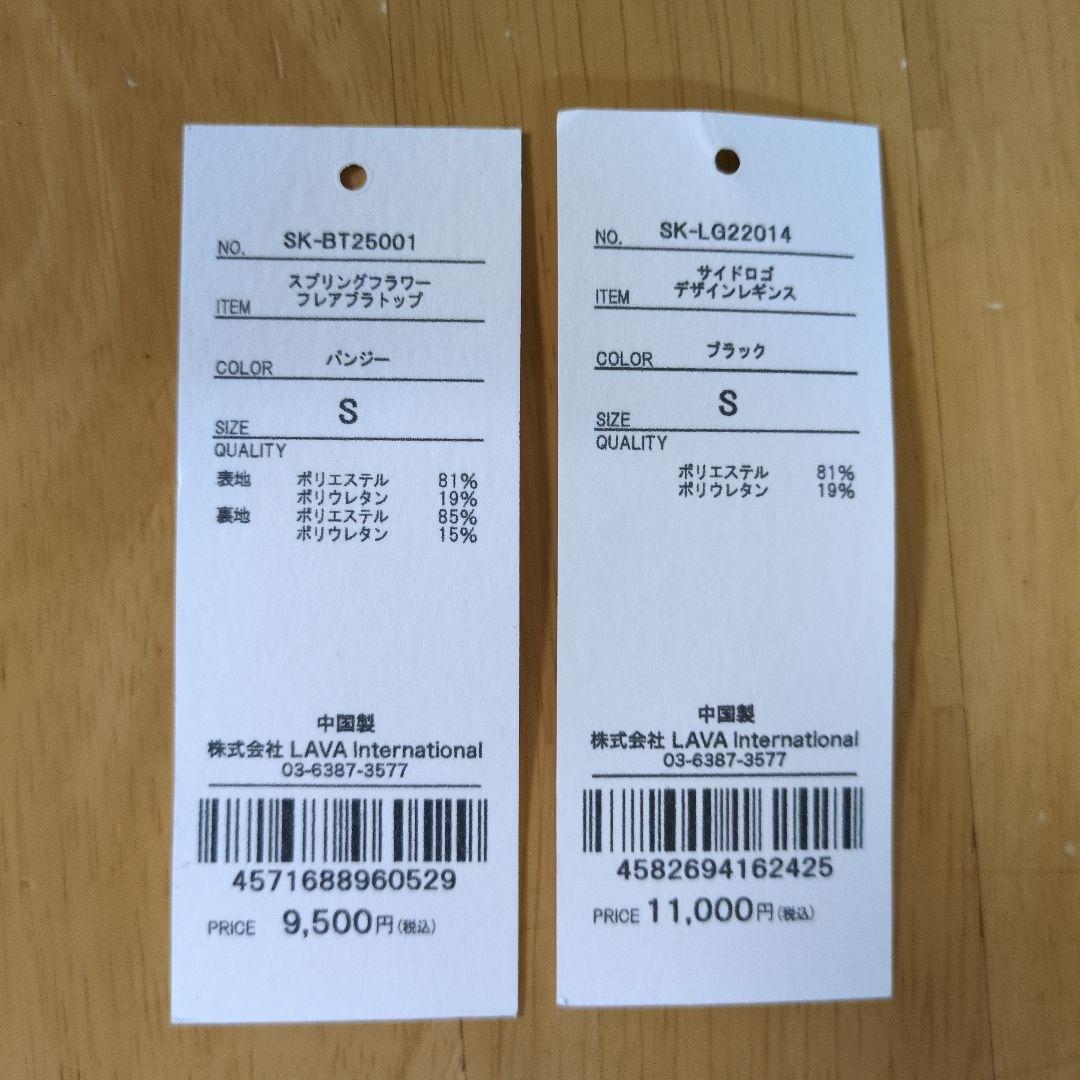 NO. SK-BT25001
スプリングフラワー
ITEM フレアブラトップ
COLOR パンジー
SIZE S
QUALITY
表地 ポリエステル 81%
ポリウレタン 19%
裏地 ポリエステル 85%
ポリウレタン 15%
中国製
株式会社 LAVA International
03-6387-3577
4571688960529
PRICE 9,500円(税込)
NO. SK-LG22014
サイドロゴ
ITEM デザインレギンス
COLOR ブラック
SIZE S
QUALITY
ポリエステル 81%
ポリウレタン 19%
中国製
株式会社 LAVA International
03-6387-3577
4582694162425
PRICE 11,000円(税込)